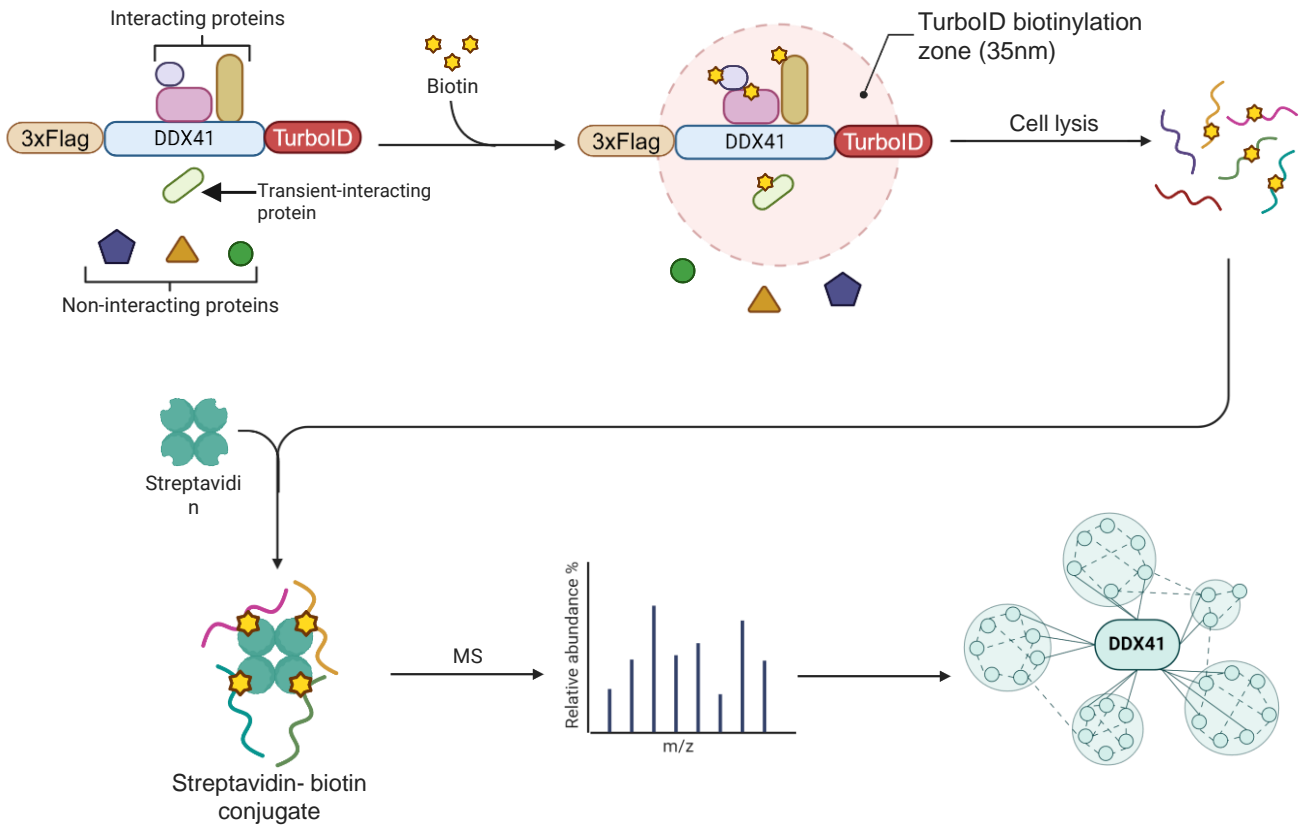 Interacting proteins
3xFlag
DDX41
TurboID
Transient-interacting
protein
Non-interacting proteins
Biotin
TurboID biotinylation
zone (35nm)
3xFlag
DDX41
TurboID
Cell lysis
Streptavidi
n
Streptavidin- biotin
conjugate
MS
Relative abundance %
m/z
DDX41